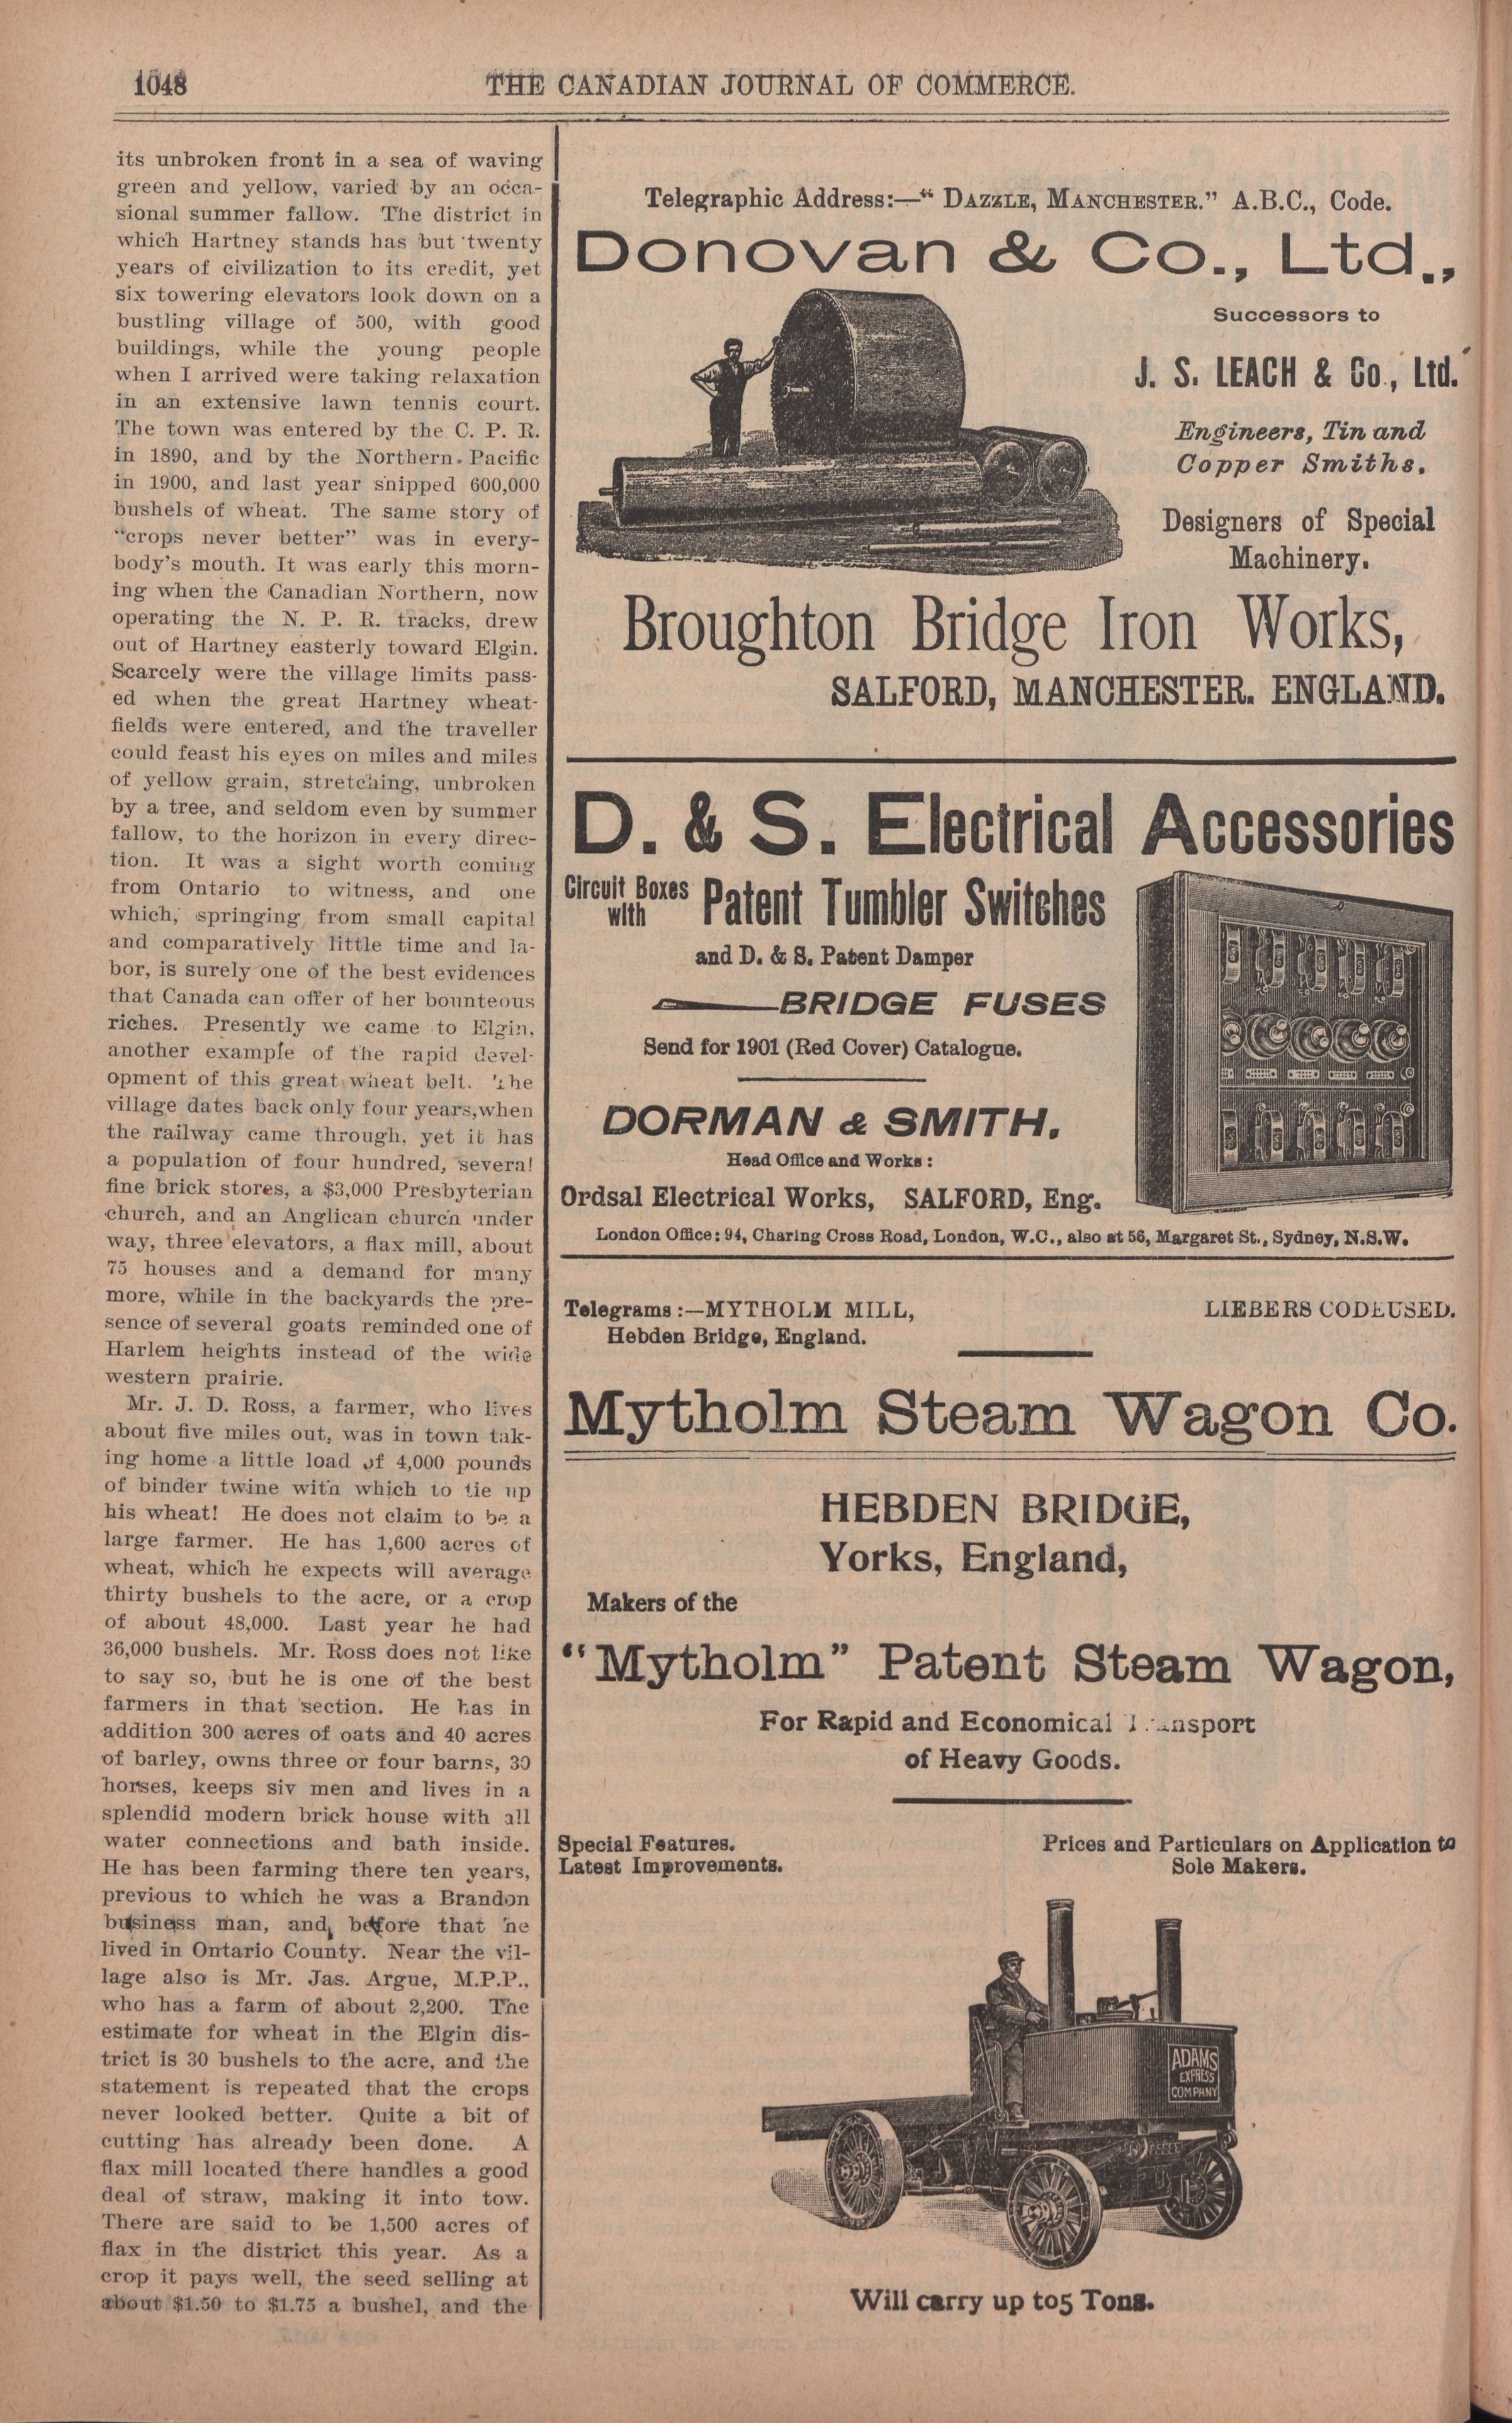 1048
THE CANADIAN JOURNAL OF COMMERCE.
its unbroken front in a sea of waving
green and yellow, varied by an occa-
sional summer fallow. The district in
which Hartney stands has but twenty
years of civilization to its credit, yet
six towering elevators look down on a
bustling village of 500, with good
buildings, while the young people
when I arrived were taking relaxation
in an extensive lawn tennis court.
The town was entered by the C. P. R.
in 1890, and by the Northern Pacific
in 1900, and last year snipped 600,000
bushels of wheat. The same story of
"crops never better" was in every-
body's mouth. It was early this morn-
ing when the Canadian Northern, now
operating the N. P. R. tracks, drew
out of Hartney easterly toward Elgin.
Scarcely were the village limits pass-
ed when the great Hartney wheat-
fields were entered, and the traveller
could feast his eyes on miles and miles
of yellow grain, stretching, unbroken
by a tree, and seldom even by summer
fallow, to the horizon in every direc-
tion. It was a sight worth coming
from Ontario to witness, and one
which, springing from small capital
and comparatively little time and la-
bor, is surely one of the best evidences
that Canada can offer of her bounteous
riches. Presently we came to Elgin,
another example of the rapid devel-
opment of this great wheat belt. The
village dates back only four years,when
the railway came through, yet it has
a population of four hundred, several
fine brick stores, a $3,000 Presbyterian
church, and an Anglican church under
way, three elevators, a flax mill, about
75 houses and a demand for many
more, while in the backyards the pre-
sence of several goats reminded one of
Harlem heights instead of the wide
western prairie.
Mr. J. D. Ross, a farmer, who lives
about five miles out, was in town tak-
ing home a little load of 4,000 pounds
of binder twine with which to tie up
his wheat! He does not claim to be a
large farmer. He has 1,600 acres of
wheat, which he expects will average
thirty bushels to the acre, or a crop
of about 48,000. Last year he had
36,000 bushels. Mr. Ross does not like
to say so, but he is one of the best
farmers in that section. He has in
addition 300 acres of oats and 40 acres
of barley, owns three or four barns, 30
horses, keeps siv men and lives in a
splendid modern brick house with all
water connections and bath inside.
He has been farming there ten years,
previous to which he was a Brandon
business man, and, before that he
lived in Ontario County. Near the vil-
lage also is Mr. Jas. Argue, M.P.P.,
who has a farm of about 2,200. The
estimate for wheat in the Elgin dis-
trict is 30 bushels to the acre, and the
statement is repeated that the crops
never looked better. Quite a bit of
cutting has already been done. A
flax mill located there handles a good
deal of straw, making it into tow.
There are said to be 1,500 acres of
flax in the district this year. As a
crop it pays well, the seed selling at
about $1.50 to $1.75 a bushel, and the
Telegraphic Address:—"DAZZLE, MANCHESTER." A.B.C., Code.
Donovan & Co., Ltd.,
Successors to
J. S. LEACH & Co., Ltd.
Engineers, Tin and
Copper Smiths.
Designers of Special
Machinery.
Broughton Bridge Iron Works,
SALFORD, MANCHESTER. ENGLAND.
D. & S. Electrical Accessories
Circuit Boxes with Patent Tumbler Switches
and D. & S. Patent Damper
BRIDGE FUSES
Send for 1901 (Red Cover) Catalogue.
DORMAN & SMITH.
Head Office and Works:
Ordsal Electrical Works, SALFORD, Eng.
London Office: 94, Charing Cross Road, London, W.C., also at 56, Margaret St., Sydney, N.S.W.
Telegrams:—MYTHOLM MILL, LIEBERS CODE USED.
Hebden Bridge, England.
Mytholm Steam Wagon Co.
HEBDEN BRIDGE,
Yorks, England,
Makers of the
"Mytholm" Patent Steam Wagon,
For Rapid and Economical Transport
of Heavy Goods.
Special Features. Prices and Particulars on Application to
Latest Improvements. Sole Makers.
ADAMS
EXPRESS
COMPANY
Will carry up to 5 Tons.